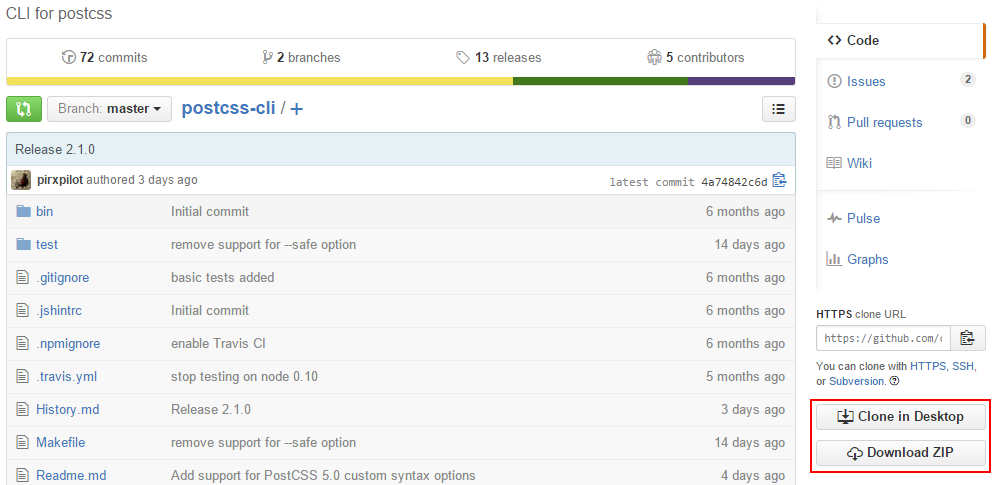 CLI for postcss
72 commits 2 branches 13 releases 5 contributors
Branch: master postcss-cli / +
Release 2.1.0
pirxpilot authored 3 days ago latest commit 4a74842c6d
bin Initial commit 6 months ago
test remove support for --safe option 14 days ago
.gitignore basic tests added 6 months ago
.jshintrc Initial commit 6 months ago
.npmignore enable Travis CI 6 months ago
.travis.yml stop testing on node 0.10 5 months ago
History.md Release 2.1.0 3 days ago
Makefile remove support for --safe option 14 days ago
Readme.md Add support for PostCSS 5.0 custom syntax options 4 days ago
Code
Issues 2
Pull requests 0
Wiki
Pulse
Graphs
HTTPS clone URL
https://github.com/
You can clone with HTTPS, SSH,
or Subversion.
Clone in Desktop
Download ZIP